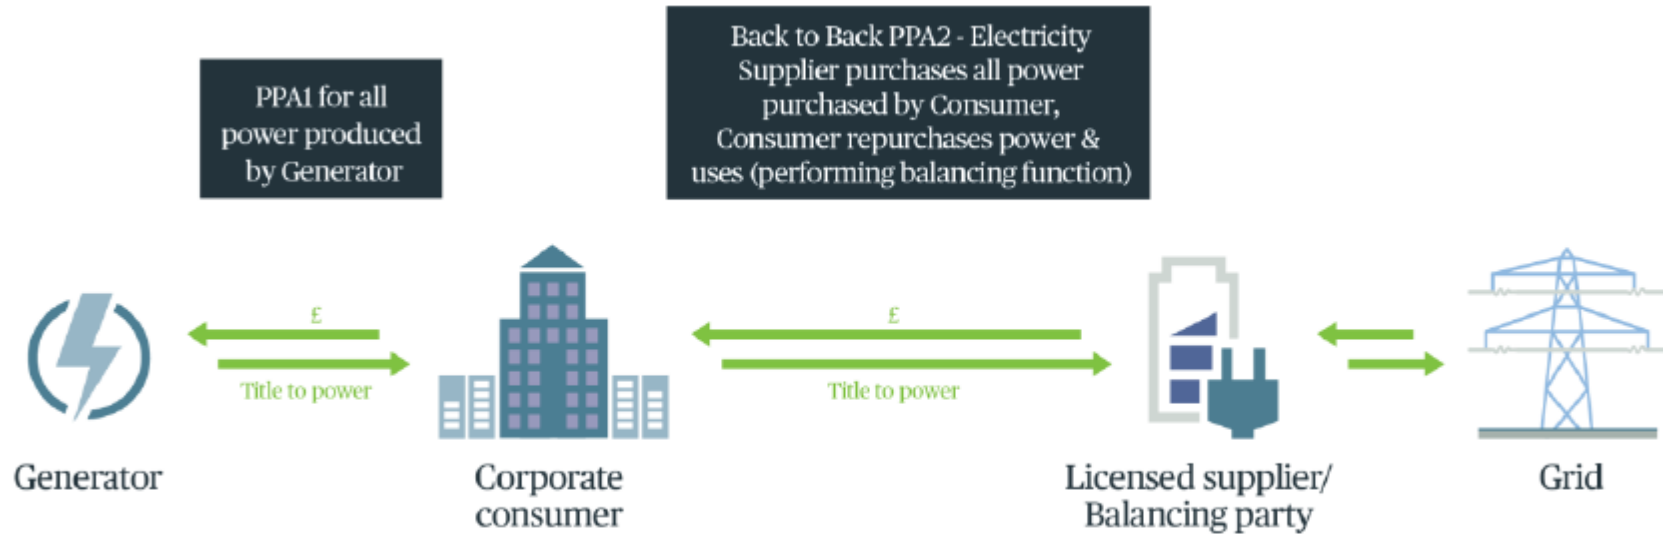 PPA1 for all
power produced
by Generator
Back to Back PPA2 - Electricity
Supplier purchases all power
purchased by Consumer,
Consumer repurchases power &
uses (performing balancing function)
£
Title to power
£
Title to power
Generator
Corporate
consumer
Licensed supplier/
Balancing party
Grid